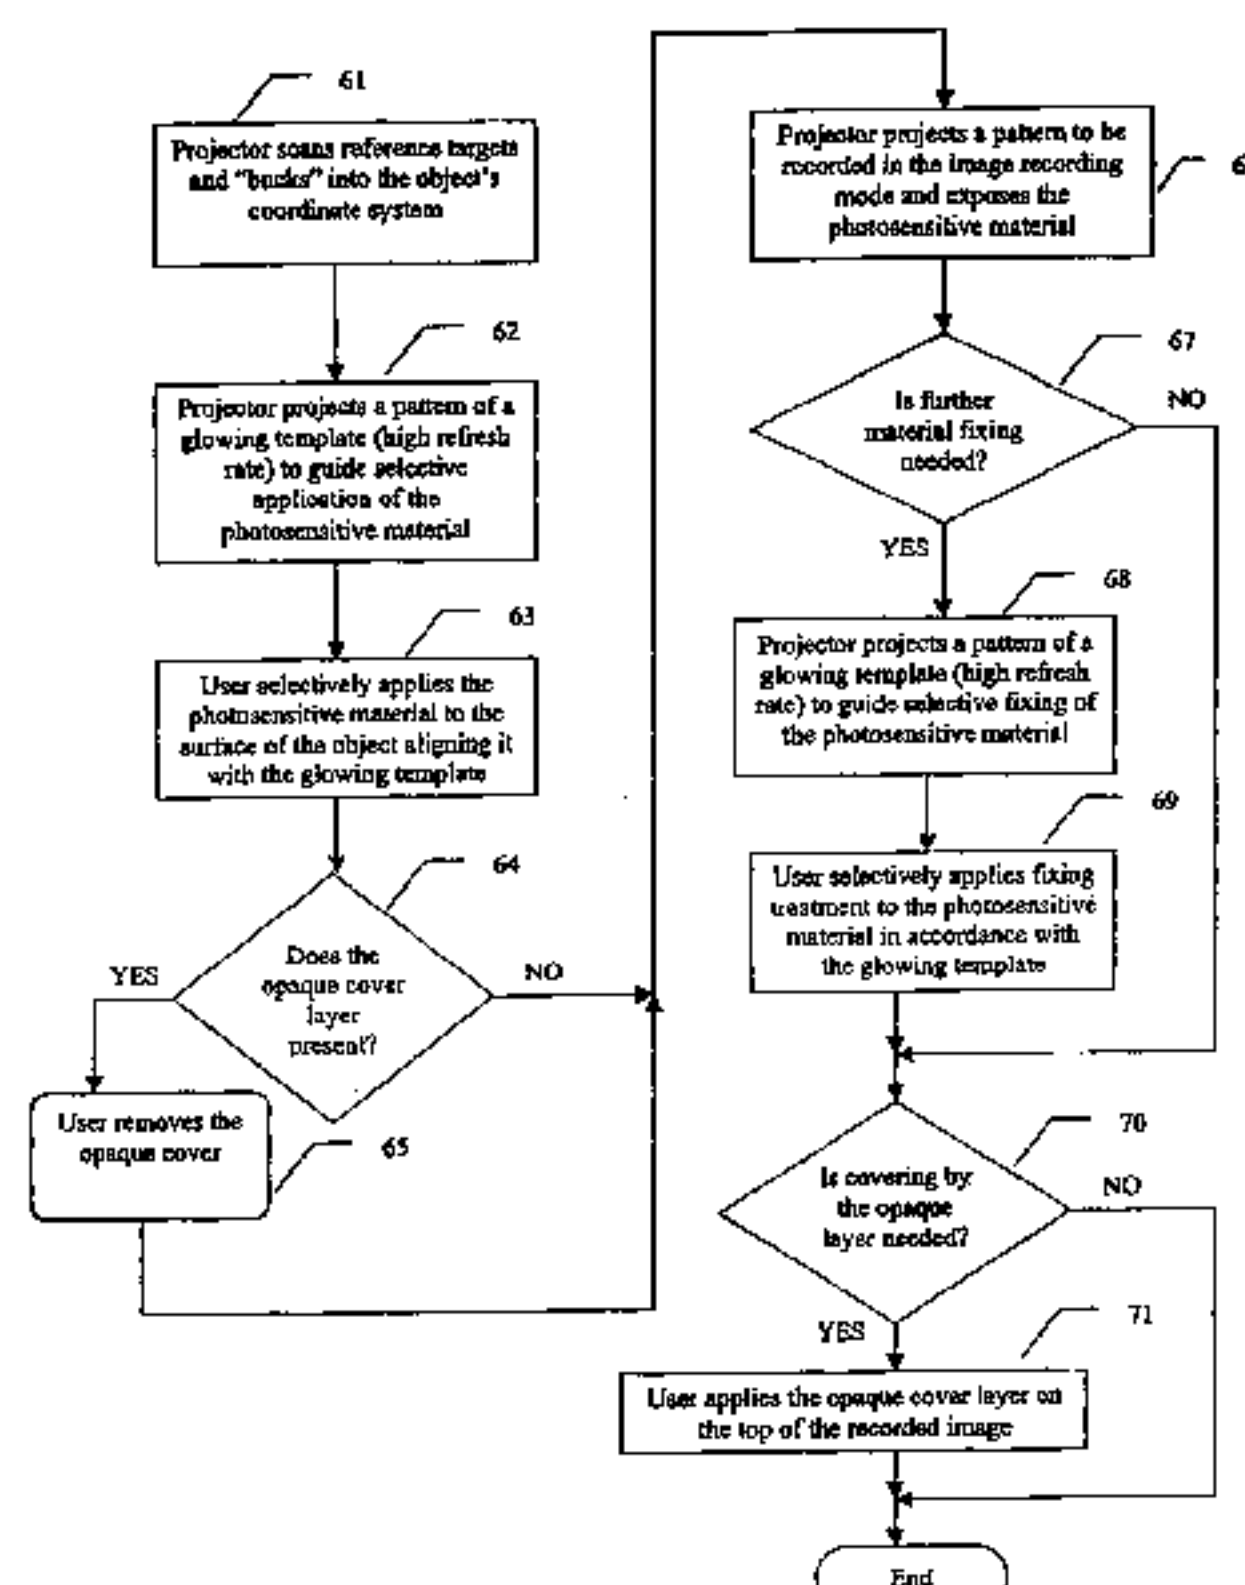 61
Projector scans reference targets
and "bucks" into the object's
coordinate system
62
Projector projects a pattern of a
glowing template (high refresh
rate) to guide selective
application of the
photosensitive material
63
User selectively applies the
photosensitive material to the
surface of the object aligning it
with the glowing template
64
Does the
opaque cover
layer
present?
YES
NO
User removes the
opaque cover
65
Projector projects a pattern to be
recorded in the image recording
mode and exposes the
photosensitive material
6
67
Is further
material fixing
needed?
NO
YES
68
Projector projects a pattern of a
glowing template (high refresh
rate) to guide selective fixing of
the photosensitive material
69
User selectively applies fixing
treatment to the photosensitive
material in accordance with
the glowing template
70
Is covering by
the opaque
layer needed?
NO
YES
71
User applies the opaque cover layer on
the top of the recorded image
End